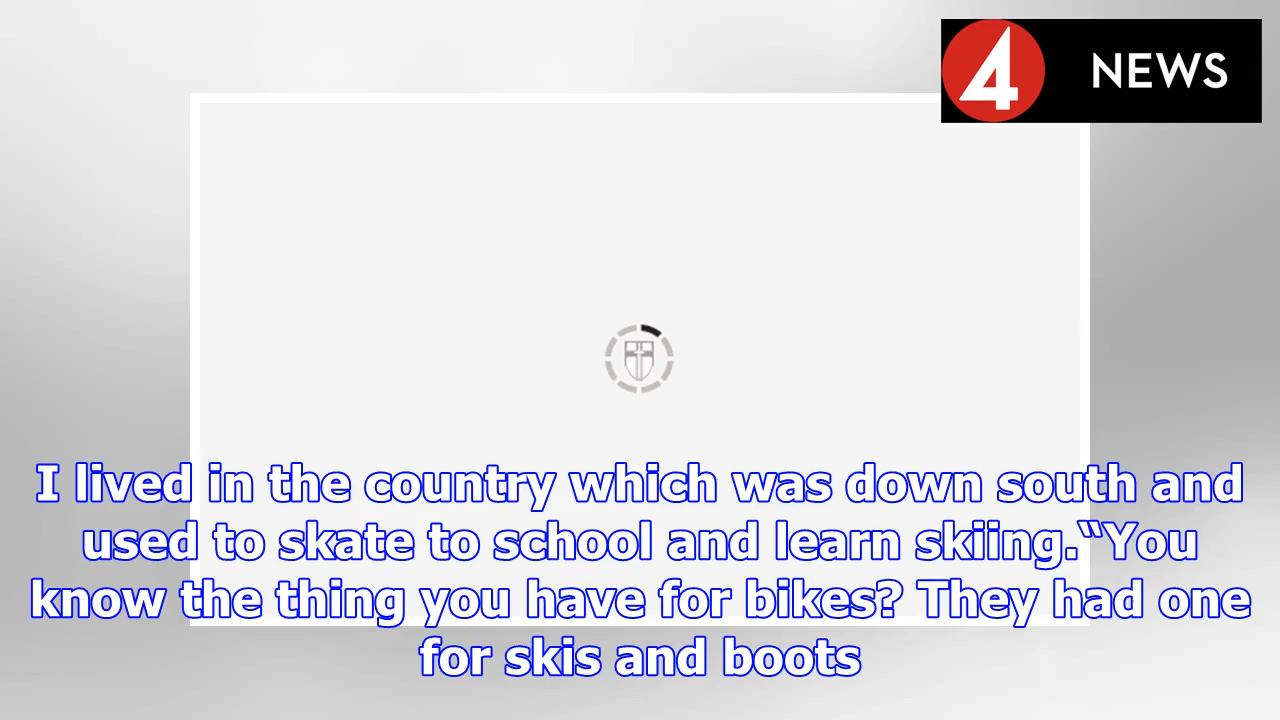 4 NEWS
I lived in the country which was down south and
used to skate to school and learn skiing.“You
know the thing you have for bikes? They had one
for skis and boots